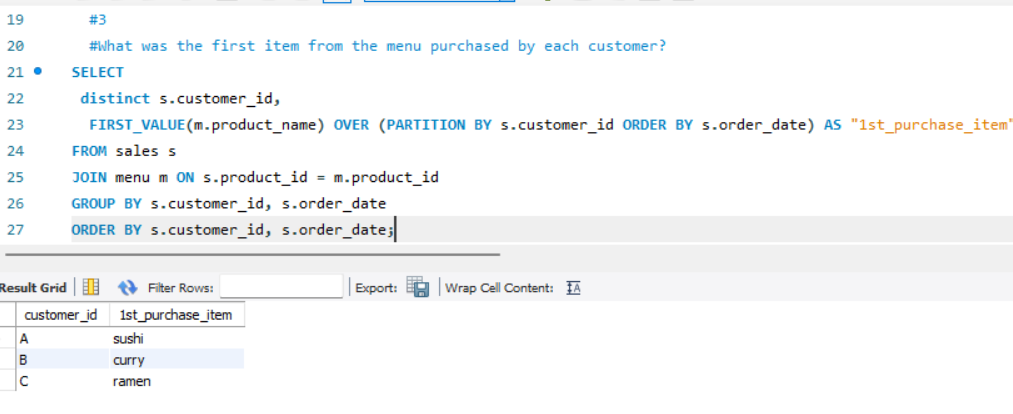 19 #3
20 #What was the first item from the menu purchased by each customer?
21 SELECT
22 distinct s.customer_id,
23 FIRST_VALUE(m.product_name) OVER (PARTITION BY s.customer_id ORDER BY s.order_date) AS "1st_purchase_item"
24 FROM sales s
25 JOIN menu m ON s.product_id = m.product_id
26 GROUP BY s.customer_id, s.order_date
27 ORDER BY s.customer_id, s.order_date;
Result Grid Filter Rows: Export: Wrap Cell Content: IA
customer_id 1st_purchase_item
A sushi
B curry
C ramen